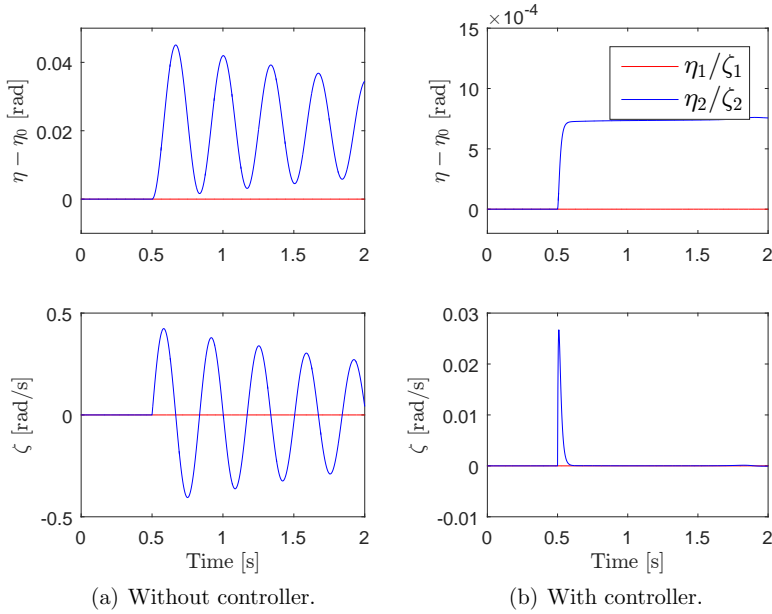 0.04
0.02
0
η − η₀ [rad]
0 0.5 1 1.5 2
×10⁻⁴
15
10
5
0
η − η₀ [rad]
0 0.5 1 1.5 2
η₁/ζ₁
η₂/ζ₂
0.5
0
-0.5
ζ [rad/s]
0 0.5 1 1.5 2
Time [s]
(a) Without controller.
0.03
0.02
0.01
0
-0.01
ζ [rad/s]
0 0.5 1 1.5 2
Time [s]
(b) With controller.